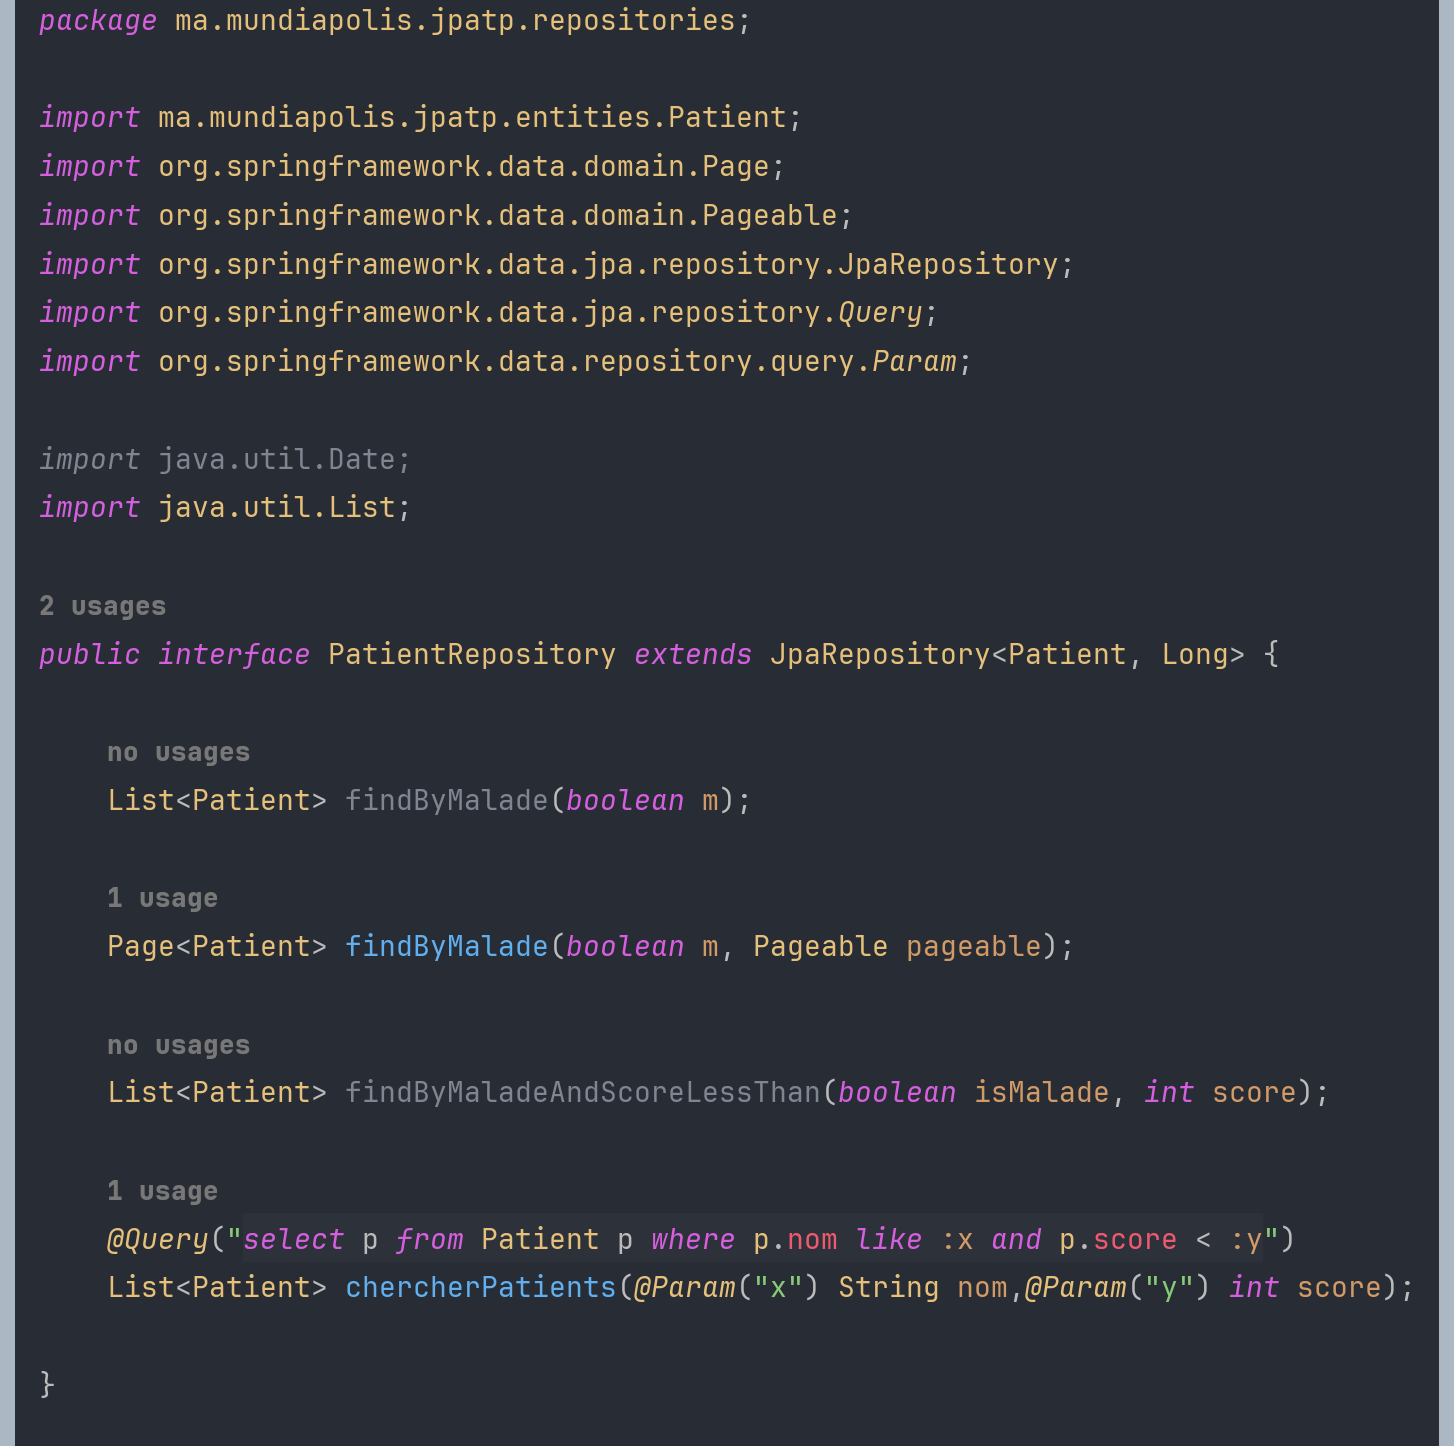 package ma.mundiapolis.jpatp.repositories;
import ma.mundiapolis.jpatp.entities.Patient;
import org.springframework.data.domain.Page;
import org.springframework.data.domain.Pageable;
import org.springframework.data.jpa.repository.JpaRepository;
import org.springframework.data.jpa.repository.Query;
import org.springframework.data.repository.query.Param;
import java.util.Date;
import java.util.List;
2 usages
public interface PatientRepository extends JpaRepository<Patient, Long> {
no usages
List<Patient> findByMalade(boolean m);
1 usage
Page<Patient> findByMalade(boolean m, Pageable pageable);
no usages
List<Patient> findByMaladeAndScoreLessThan(boolean isMalade, int score);
1 usage
@Query("select p from Patient p where p.nom like :x and p.score < :y")
List<Patient> chercherPatients(@Param("x") String nom,@Param("y") int score);
}